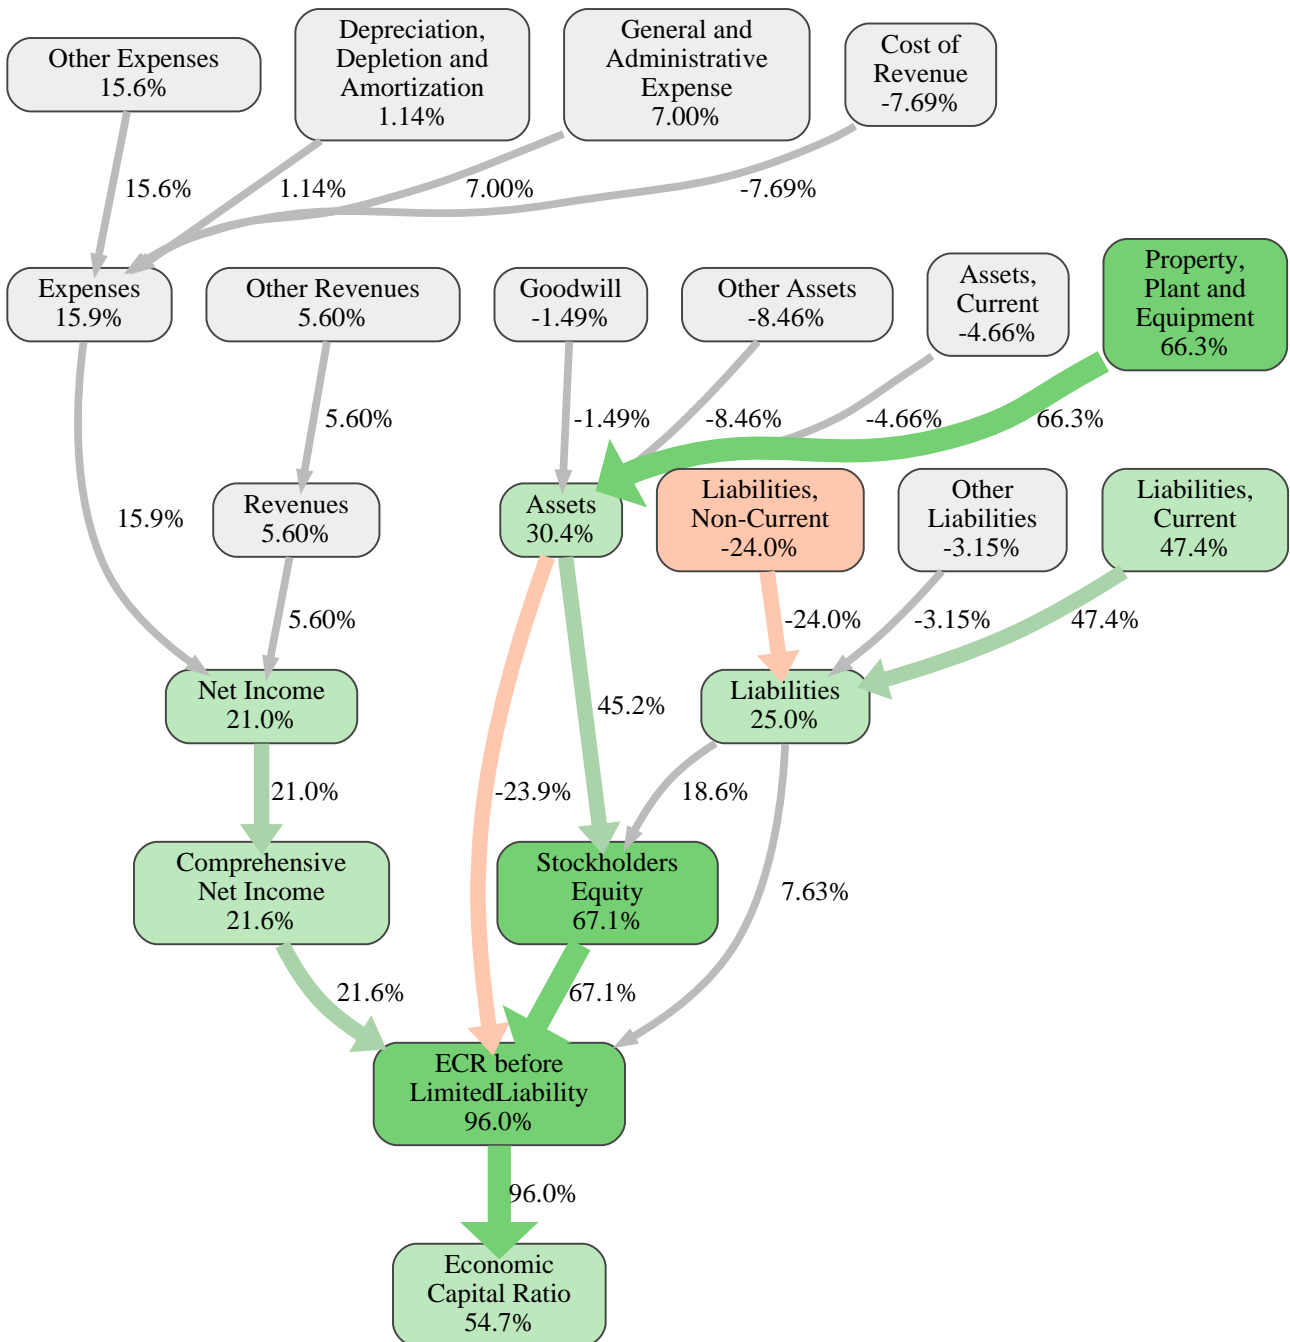 Other Expenses
15.6%
Depreciation,
Depletion and
Amortization
1.14%
General and
Administrative
Expense
7.00%
Cost of
Revenue
-7.69%
15.6%
1.14%
7.00%
-7.69%
Expenses
15.9%
Other Revenues
5.60%
Goodwill
-1.49%
Other Assets
-8.46%
Assets,
Current
-4.66%
Property,
Plant and
Equipment
66.3%
5.60%
-1.49%
-8.46%
-4.66%
66.3%
15.9%
Revenues
5.60%
Assets
30.4%
Liabilities,
Non-Current
-24.0%
Other
Liabilities
-3.15%
Liabilities,
Current
47.4%
5.60%
45.2%
-24.0%
-3.15%
47.4%
Net Income
21.0%
Liabilities
25.0%
21.0%
-23.9%
18.6%
7.63%
Comprehensive
Net Income
21.6%
Stockholders
Equity
67.1%
21.6%
67.1%
ECR before
LimitedLiability
96.0%
96.0%
Economic
Capital Ratio
54.7%